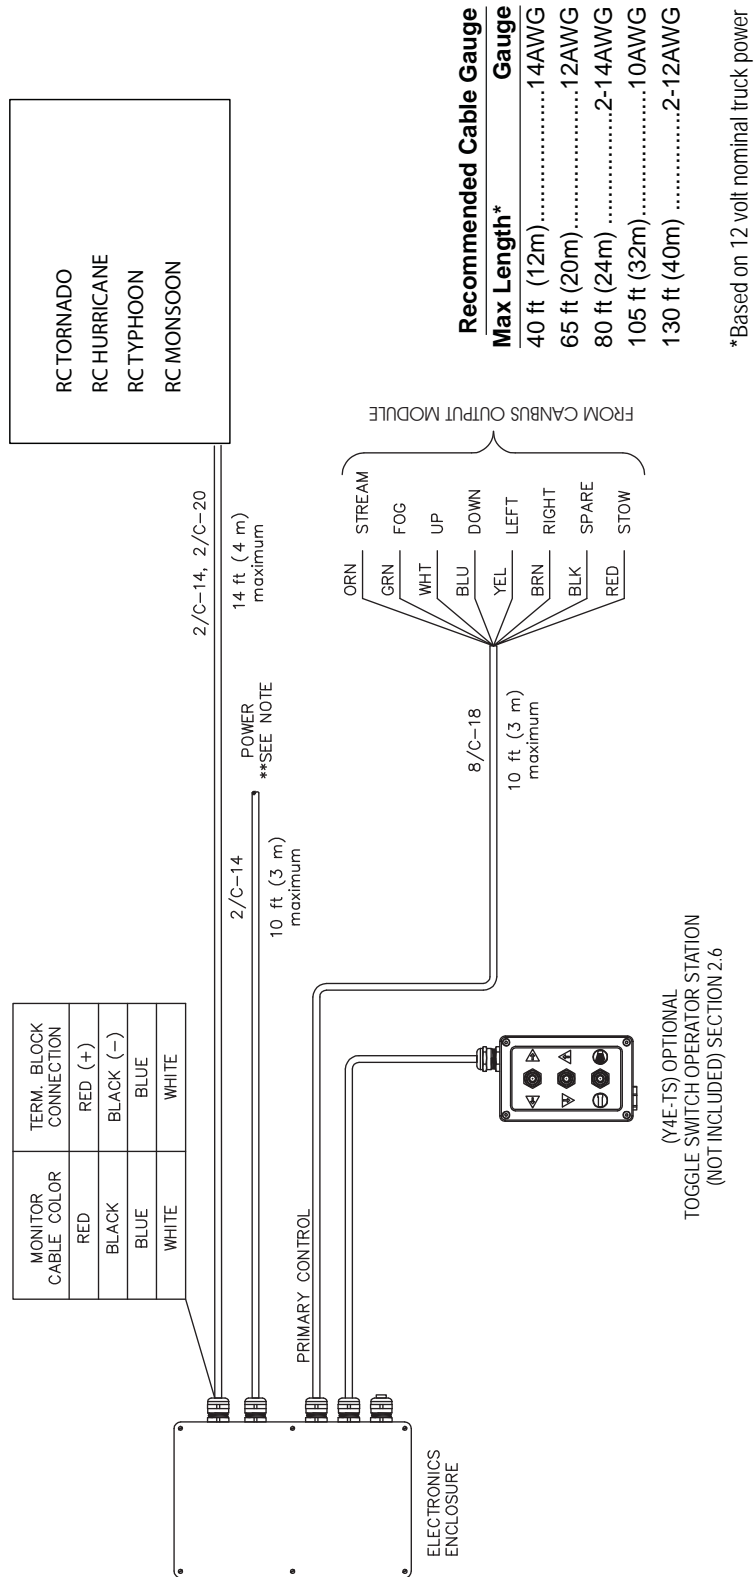 MONITOR
CABLE COLOR
TERM. BLOCK
CONNECTION
RED
RED (+)
BLACK
BLACK (-)
BLUE
BLUE
WHITE
WHITE
RC TORNADO
RC HURRICANE
RC TYPHOON
RC MONSOON
2/C-14, 2/C-20
14 ft (4 m)
maximum
2/C-14
10 ft (3 m)
maximum
POWER
**SEE NOTE
PRIMARY CONTROL
8/C-18
10 ft (3 m)
maximum
ORN STREAM
GRN FOG
WHT UP
BLU DOWN
YEL LEFT
BRN RIGHT
BLK SPARE
RED STOW
FROM CANBUS OUTPUT MODULE
ELECTRONICS
ENCLOSURE
(Y4E-TS) OPTIONAL
TOGGLE SWITCH OPERATOR STATION
(NOT INCLUDED) SECTION 2.6
Recommended Cable Gauge
Max Length* Gauge
40 ft (12m)....................14AWG
65 ft (20m)....................12AWG
80 ft (24m) ................2-14AWG
105 ft (32m)..................10AWG
130 ft (40m) ..............2-12AWG
*Based on 12 volt nominal truck power